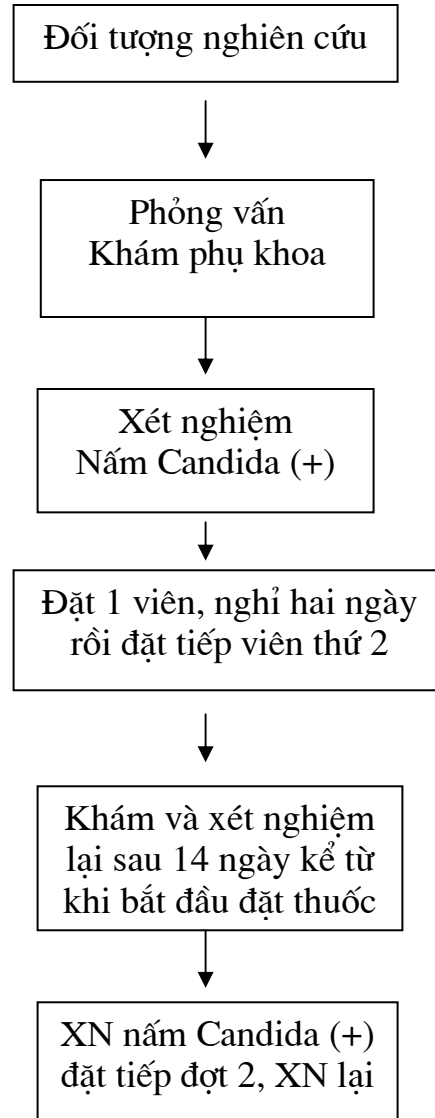 Đối tượng nghiên cứu
Phỏng vấn
Khám phụ khoa
Xét nghiệm
Nấm Candida (+)
Đặt 1 viên, nghỉ hai ngày
rồi đặt tiếp viên thứ 2
Khám và xét nghiệm
lại sau 14 ngày kể từ
khi bắt đầu đặt thuốc
XN nấm Candida (+)
đặt tiếp đợt 2, XN lại